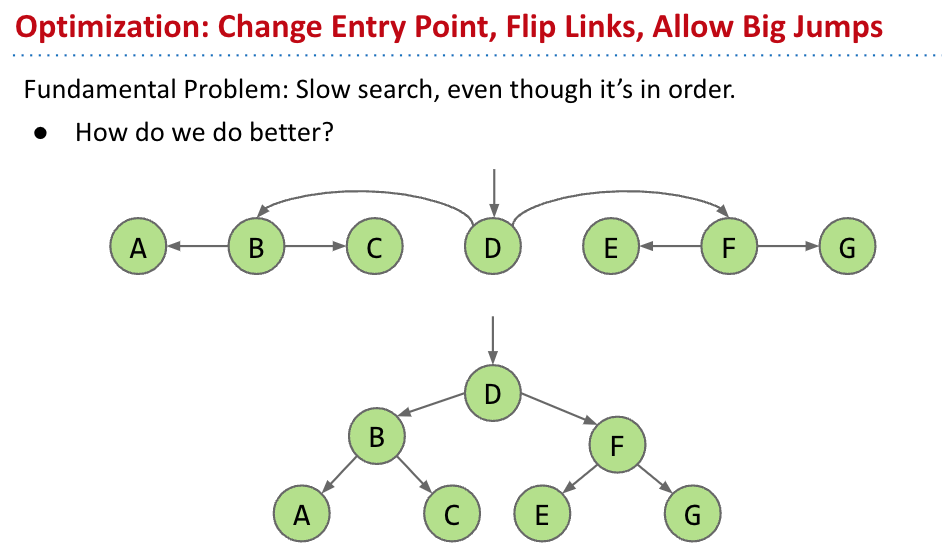 Optimization: Change Entry Point, Flip Links, Allow Big Jumps
Fundamental Problem: Slow search, even though it’s in order.
● How do we do better?
A B C D E F G
D
B F
A C E G